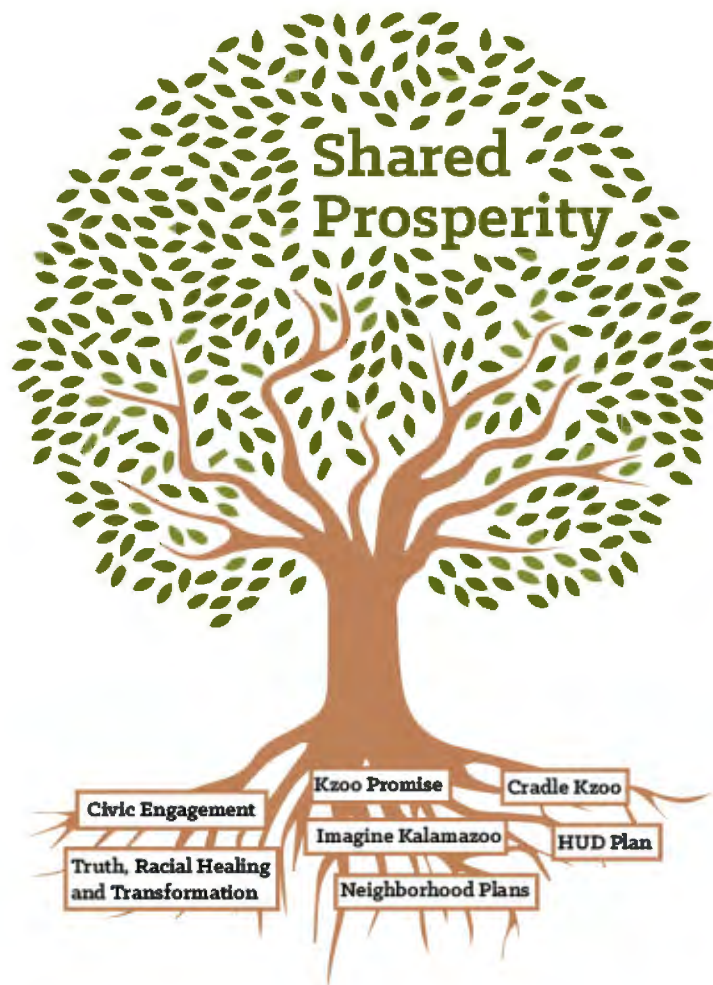 Shared
Prosperity
Kzoo Promise
Cradle Kzoo
Civic Engagement
Imagine Kalamazoo
HUD Plan
Truth, Racial Healing
and Transformation
Neighborhood Plans